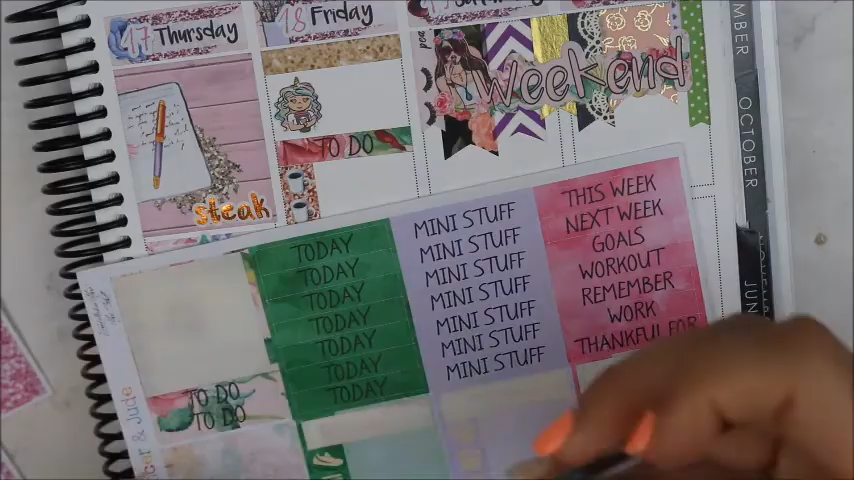 17 Thursday
18 Friday
weekend
TO DO
steak
TODAY
TODAY
TODAY
TODAY
TODAY
TODAY
TODAY
MINI STUFF
MINI STUFF
MINI STUFF
MINI STUFF
MINI STUFF
MINI STUFF
MINI STUFF
THIS WEEK
NEXT WEEK
GOALS
WORKOUT
REMEMBER
WORK
THANKFUL FOR
TO DO
TO DO
& Jude
OCTOBER